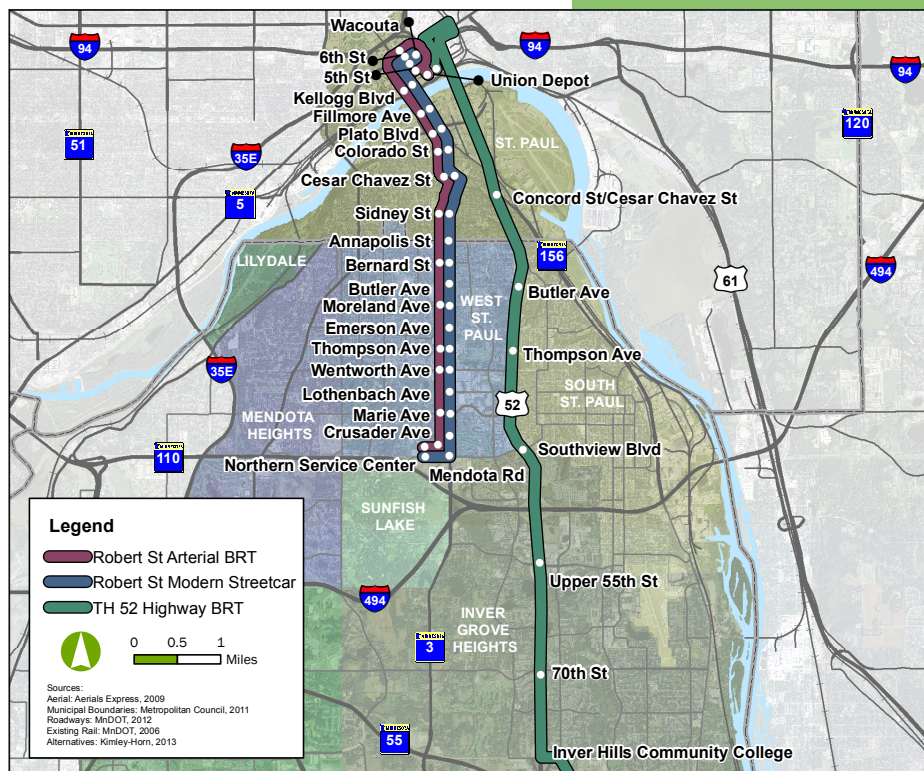 Wacouta
94
94
6th St
5th St
Union Depot
94
Kellogg Blvd
Fillmore Ave
120
51
Plato Blvd
ST. PAUL
Colorado St
35E
Cesar Chavez St
Concord St/Cesar Chavez St
5
Sidney St
Annapolis St
156
LILYDALE
Bernard St
494
61
Butler Ave
Butler Ave
Moreland Ave
WEST
ST.
PAUL
Emerson Ave
Thompson Ave
Thompson Ave
35E
Wentworth Ave
SOUTH
ST. PAUL
Lothenbach Ave
52
MENDOTA
HEIGHTS
Marie Ave
Crusader Ave
Southview Blvd
110
Northern Service Center
Mendota Rd
SUNFISH
LAKE
Upper 55th St
494
INVER
GROVE
HEIGHTS
3
70th St
55
Inver Hills Community College
Legend
Robert St Arterial BRT
Robert St Modern Streetcar
TH 52 Highway BRT
0 0.5 1
Miles
Sources:
Aerial: Aerials Express, 2009
Municipal Boundaries: Metropolitan Council, 2011
Roadways: MnDOT, 2012
Existing Rail: MnDOT, 2006
Alternatives: Kimley-Horn, 2013